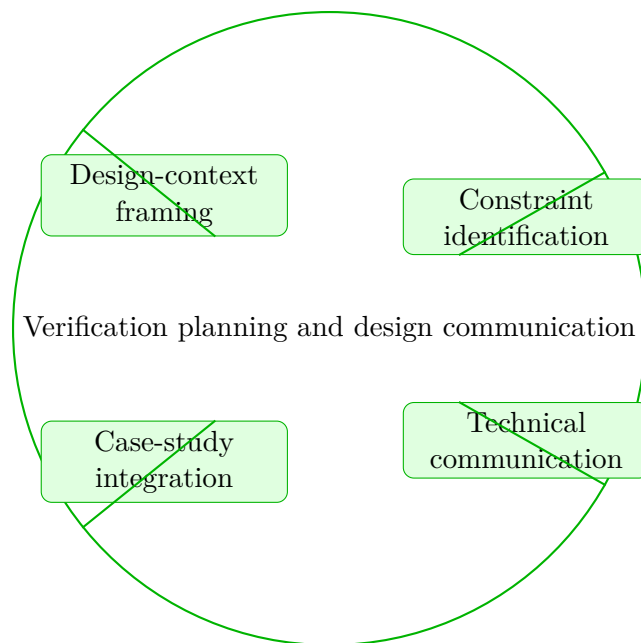 Design-context
framing
Constraint
identification
Verification planning and design communication
Case-study
integration
Technical
communication